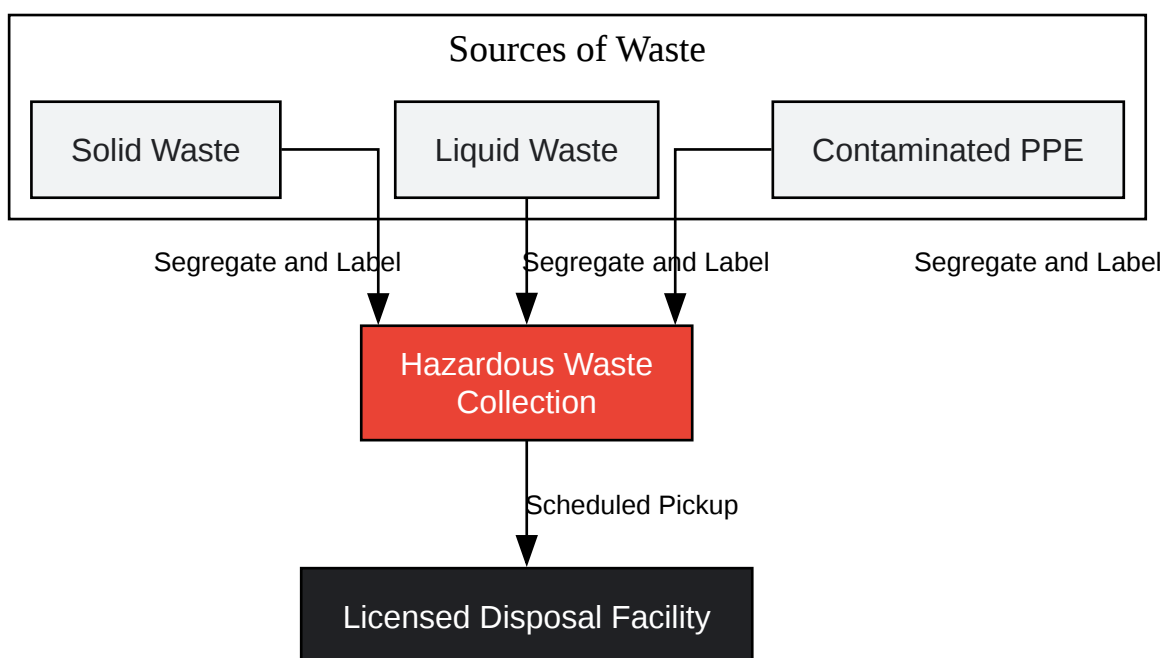 Sources of Waste
Solid Waste
Liquid Waste
Contaminated PPE
Segregate and Label
Segregate and Label
Segregate and Label
Hazardous Waste
Collection
Scheduled Pickup
Licensed Disposal Facility